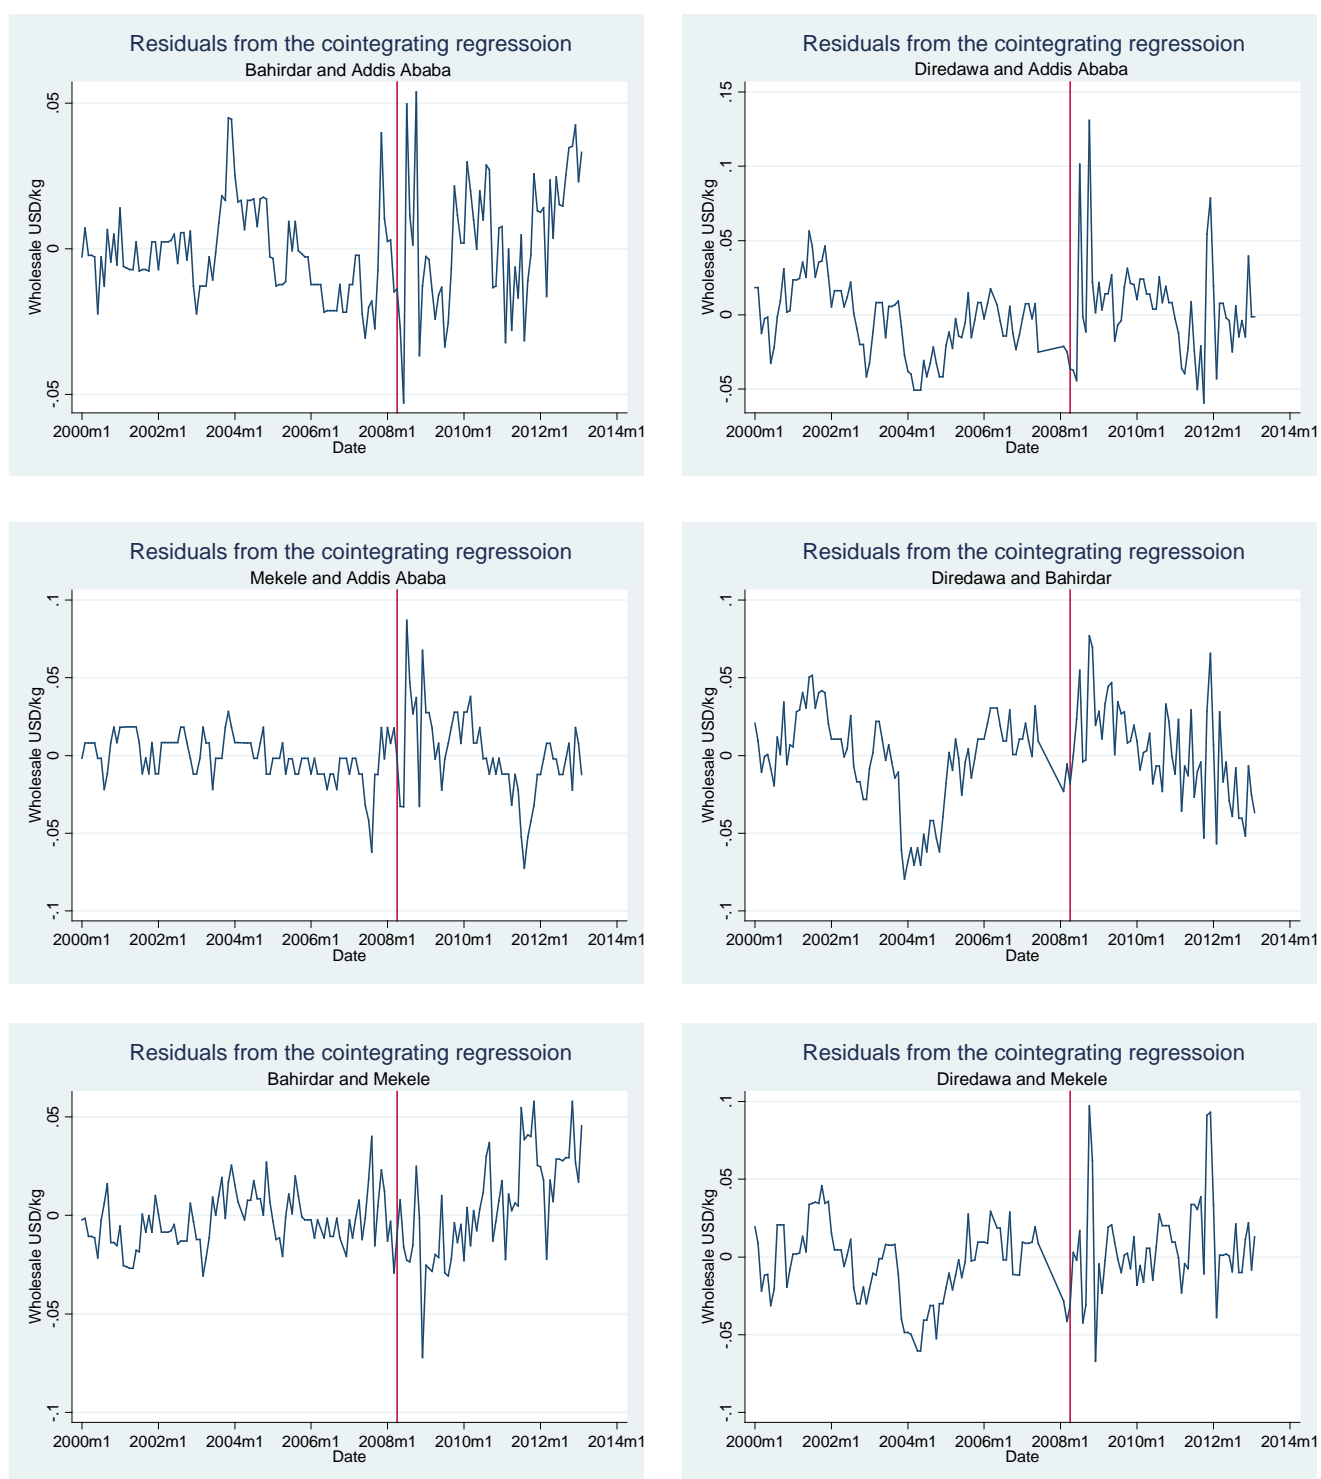 Residuals from the cointegrating regressoion
Bahirdar and Addis Ababa
Wholesale USD/kg
.05
0
-.05
2000m1 2002m1 2004m1 2006m1 2008m1 2010m1 2012m1 2014m1
Date
Residuals from the cointegrating regressoion
Diredawa and Addis Ababa
Wholesale USD/kg
.15
.1
.05
0
-.05
2000m1 2002m1 2004m1 2006m1 2008m1 2010m1 2012m1 2014m1
Date
Residuals from the cointegrating regressoion
Mekele and Addis Ababa
Wholesale USD/kg
.1
.05
0
-.05
-.1
2000m1 2002m1 2004m1 2006m1 2008m1 2010m1 2012m1 2014m1
Date
Residuals from the cointegrating regressoion
Diredawa and Bahirdar
Wholesale USD/kg
.1
.05
0
-.05
-.1
2000m1 2002m1 2004m1 2006m1 2008m1 2010m1 2012m1 2014m1
Date
Residuals from the cointegrating regressoion
Bahirdar and Mekele
Wholesale USD/kg
.05
0
-.05
-.1
2000m1 2002m1 2004m1 2006m1 2008m1 2010m1 2012m1 2014m1
Date
Residuals from the cointegrating regressoion
Diredawa and Mekele
Wholesale USD/kg
.1
.05
0
-.05
-.1
2000m1 2002m1 2004m1 2006m1 2008m1 2010m1 2012m1 2014m1
Date